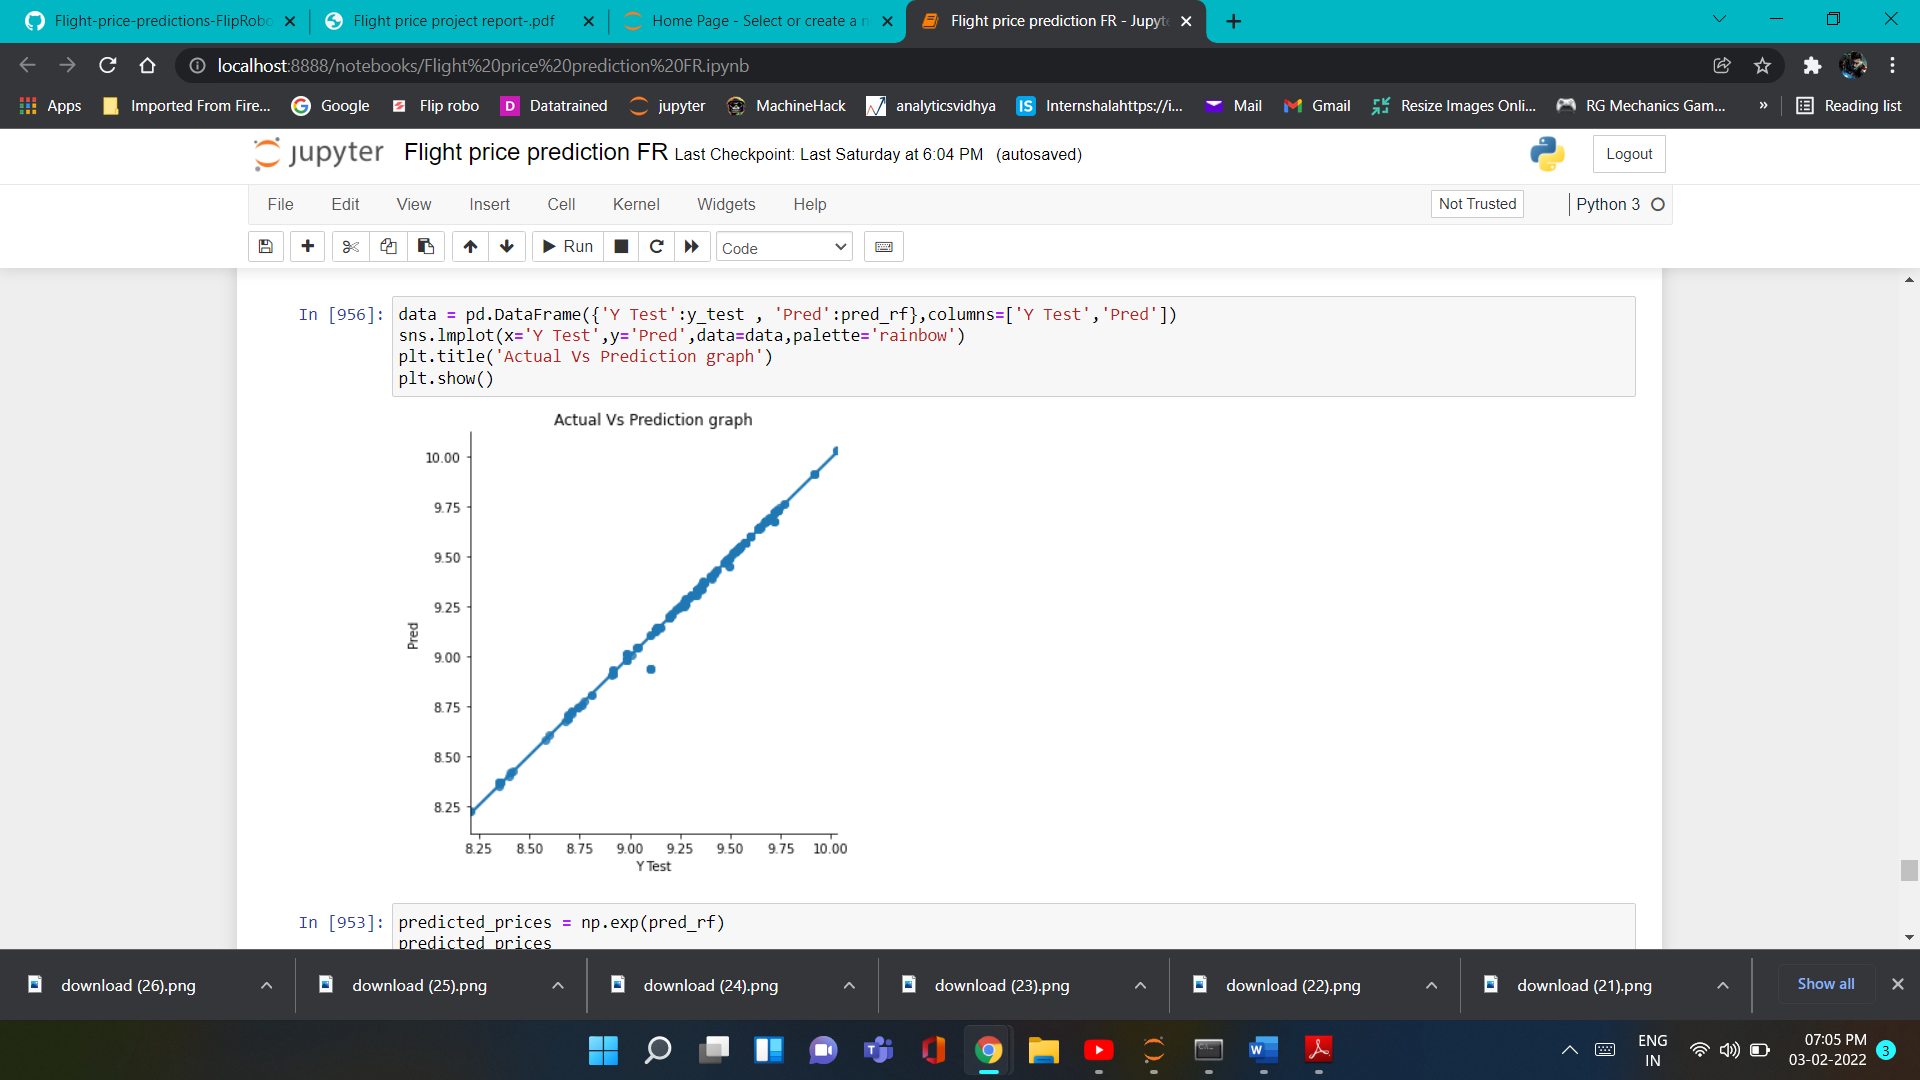 Flight-price-predictions-FlipRobo
Flight price project report-.pdf
Home Page - Select or create a n
Flight price prediction FR - Jupyte
localhost:8888/notebooks/Flight%20price%20prediction%20FR.ipynb
Apps
Imported From Fire...
Google
Flip robo
D
Datatrained
jupyter
MachineHack
analyticsvidhya
IS
Internshalahttps://i...
Mail
Gmail
Resize Images Onli...
RG Mechanics Gam...
»
Reading list
jupyter
Flight price prediction FR Last Checkpoint: Last Saturday at 6:04 PM (autosaved)
Logout
File
Edit
View
Insert
Cell
Kernel
Widgets
Help
Not Trusted
Python 3
Run
Code
In [956]:
data = pd.DataFrame({'Y Test':y_test , 'Pred':pred_rf},columns=['Y Test','Pred'])
sns.lmplot(x='Y Test',y='Pred',data=data,palette='rainbow')
plt.title('Actual Vs Prediction graph')
plt.show()
Actual Vs Prediction graph
10.00
9.75
9.50
9.25
9.00
8.75
8.50
8.25
Pred
8.25 8.50 8.75 9.00 9.25 9.50 9.75 10.00
Y Test
In [953]:
predicted_prices = np.exp(pred_rf)
predicted_prices
download (26).png
download (25).png
download (24).png
download (23).png
download (22).png
download (21).png
Show all
ENG
IN
07:05 PM
03-02-2022
3